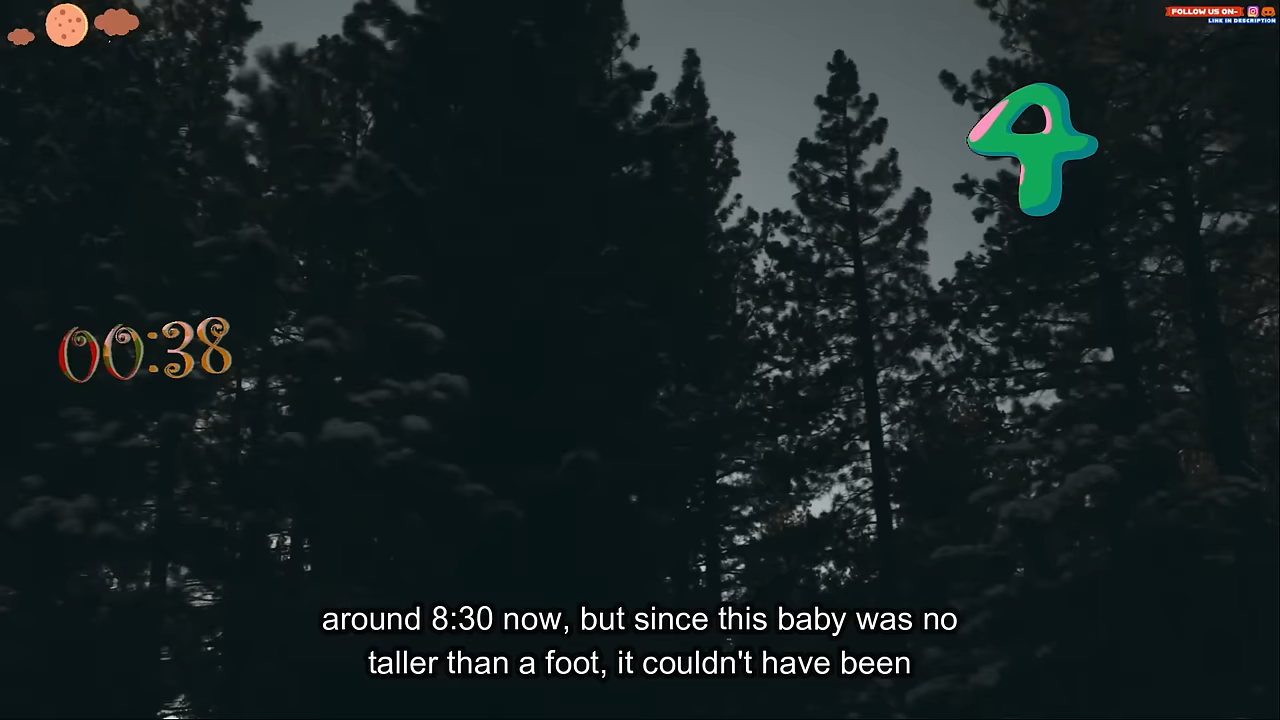 FOLLOW US ON-
LINK IN DESCRIPTION
4
00:38
around 8:30 now, but since this baby was no
taller than a foot, it couldn't have been